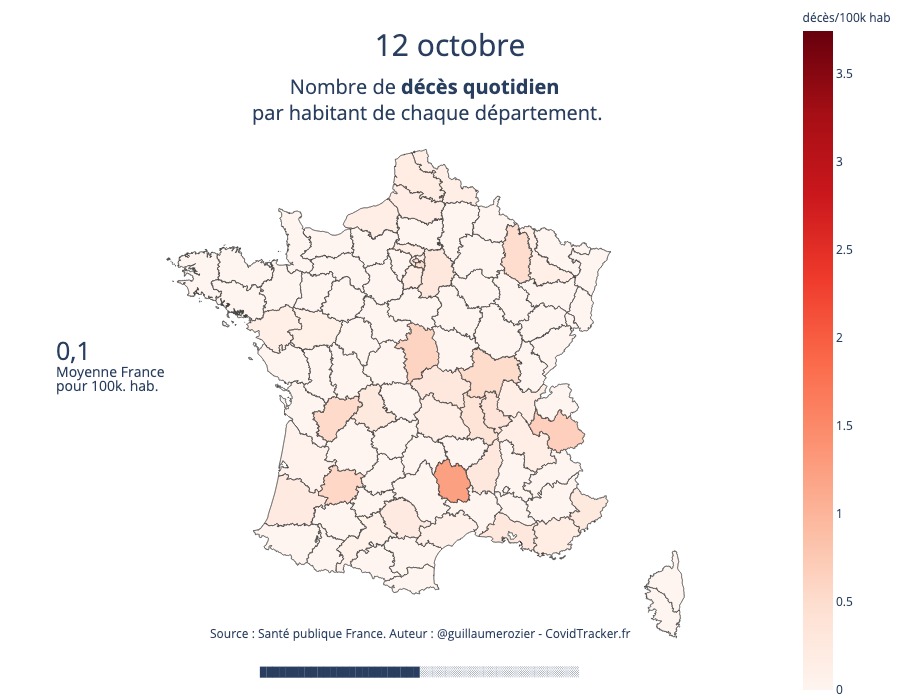 décès/100k hab
12 octobre
Nombre de décès quotidien
par habitant de chaque département.
3.5
3
2.5
2
0,1
Moyenne France
pour 100k. hab.
1.5
1
0.5
Source : Santé publique France. Auteur : @guillaumerozier - CovidTracker.fr
0